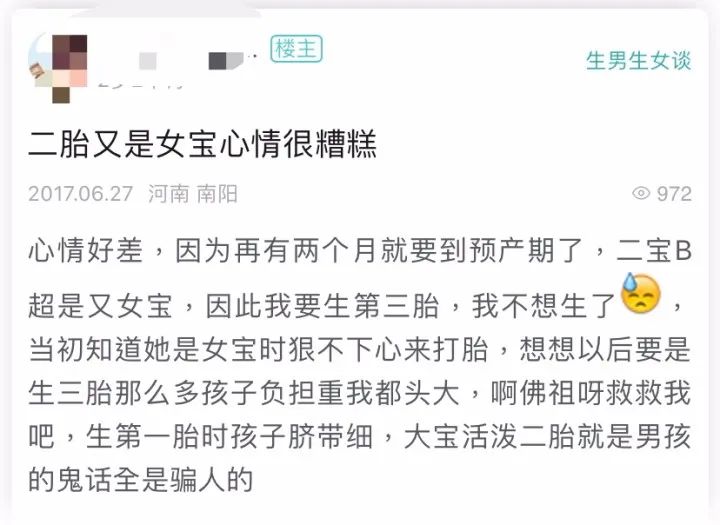 楼主
生男生女谈
二胎又是女宝心情很糟糕
2017.06.27 河南 南阳 972
心情好差，因为再有两个月就要到预产期了，二宝B
超是又女宝，因此我要生第三胎，我不想生了😓，
当初知道她是女宝时狠不下心来打胎，想想以后要是
生三胎那么多孩子负担重我都头大，啊佛祖呀救救我
吧，生第一胎时孩子脐带细，大宝活泼二胎就是男孩
的鬼话全是骗人的